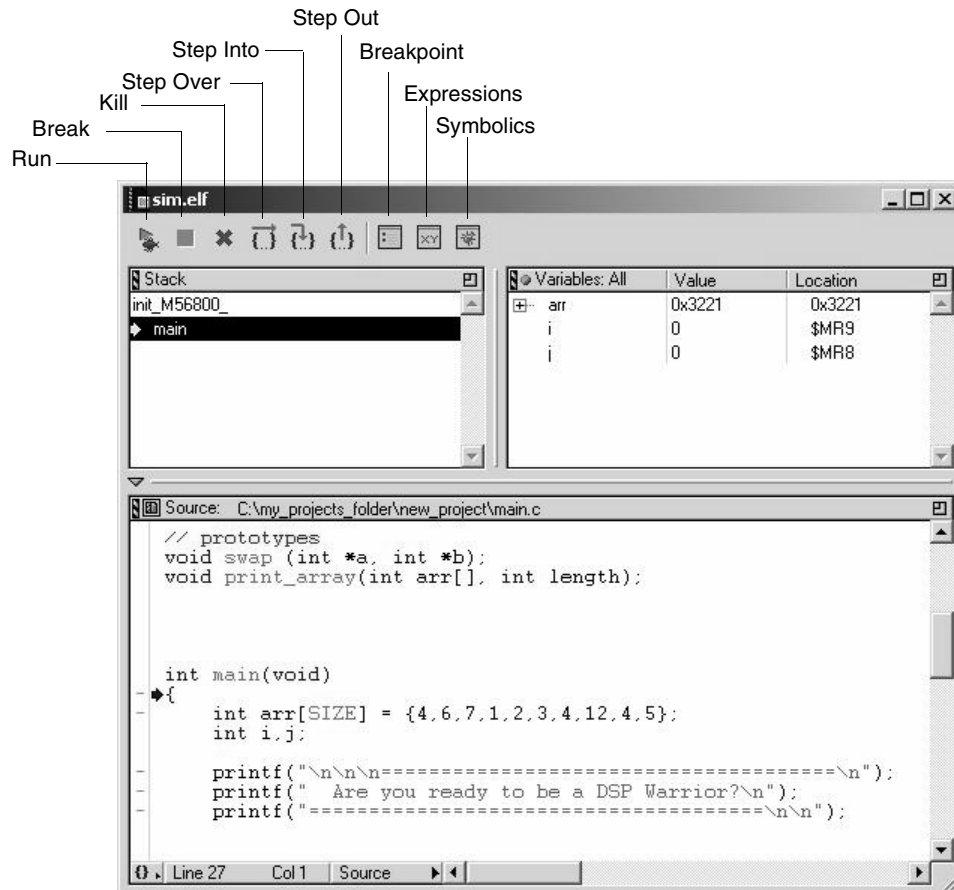 Step Out
Step Into
Breakpoint
Step Over
Expressions
Kill
Symbolics
Break
Run
sim.elf
Stack
init_M56800_
main
Variables: All Value Location
arr 0x3221 0x3221
i 0 $MR9
j 0 $MR8
Source: C:\my_projects_folder\new_project\main.c
// prototypes
void swap (int *a, int *b);
void print_array(int arr[], int length);
int main(void)
{
int arr[SIZE] = {4,6,7,1,2,3,4,12,4,5};
int i,j;
printf("\n\n\n======================================\n");
printf("  Are you ready to be a DSP Warrior?\n");
printf("======================================\n\n");
Line 27 Col 1 Source